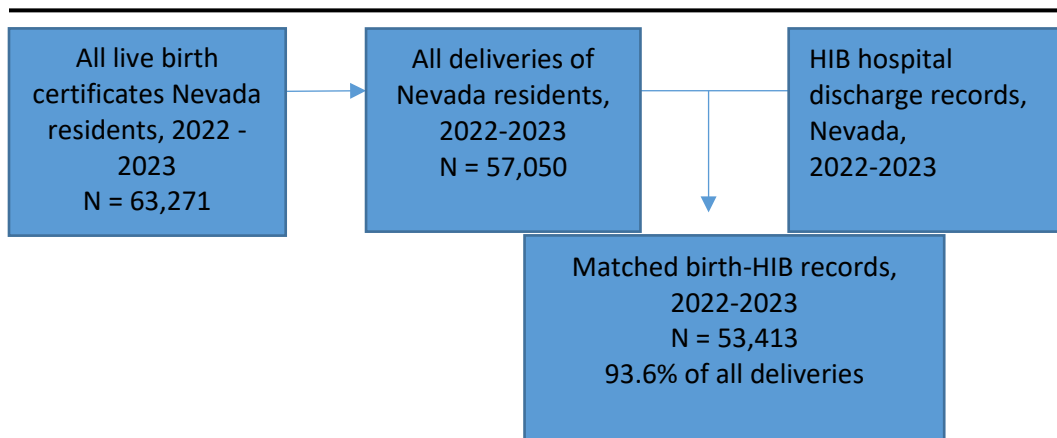 All live birth
certificates Nevada
residents, 2022 -
2023
N = 63,271
All deliveries of
Nevada residents,
2022-2023
N = 57,050
HIB hospital
discharge records,
Nevada,
2022-2023
Matched birth-HIB records,
2022-2023
N = 53,413
93.6% of all deliveries